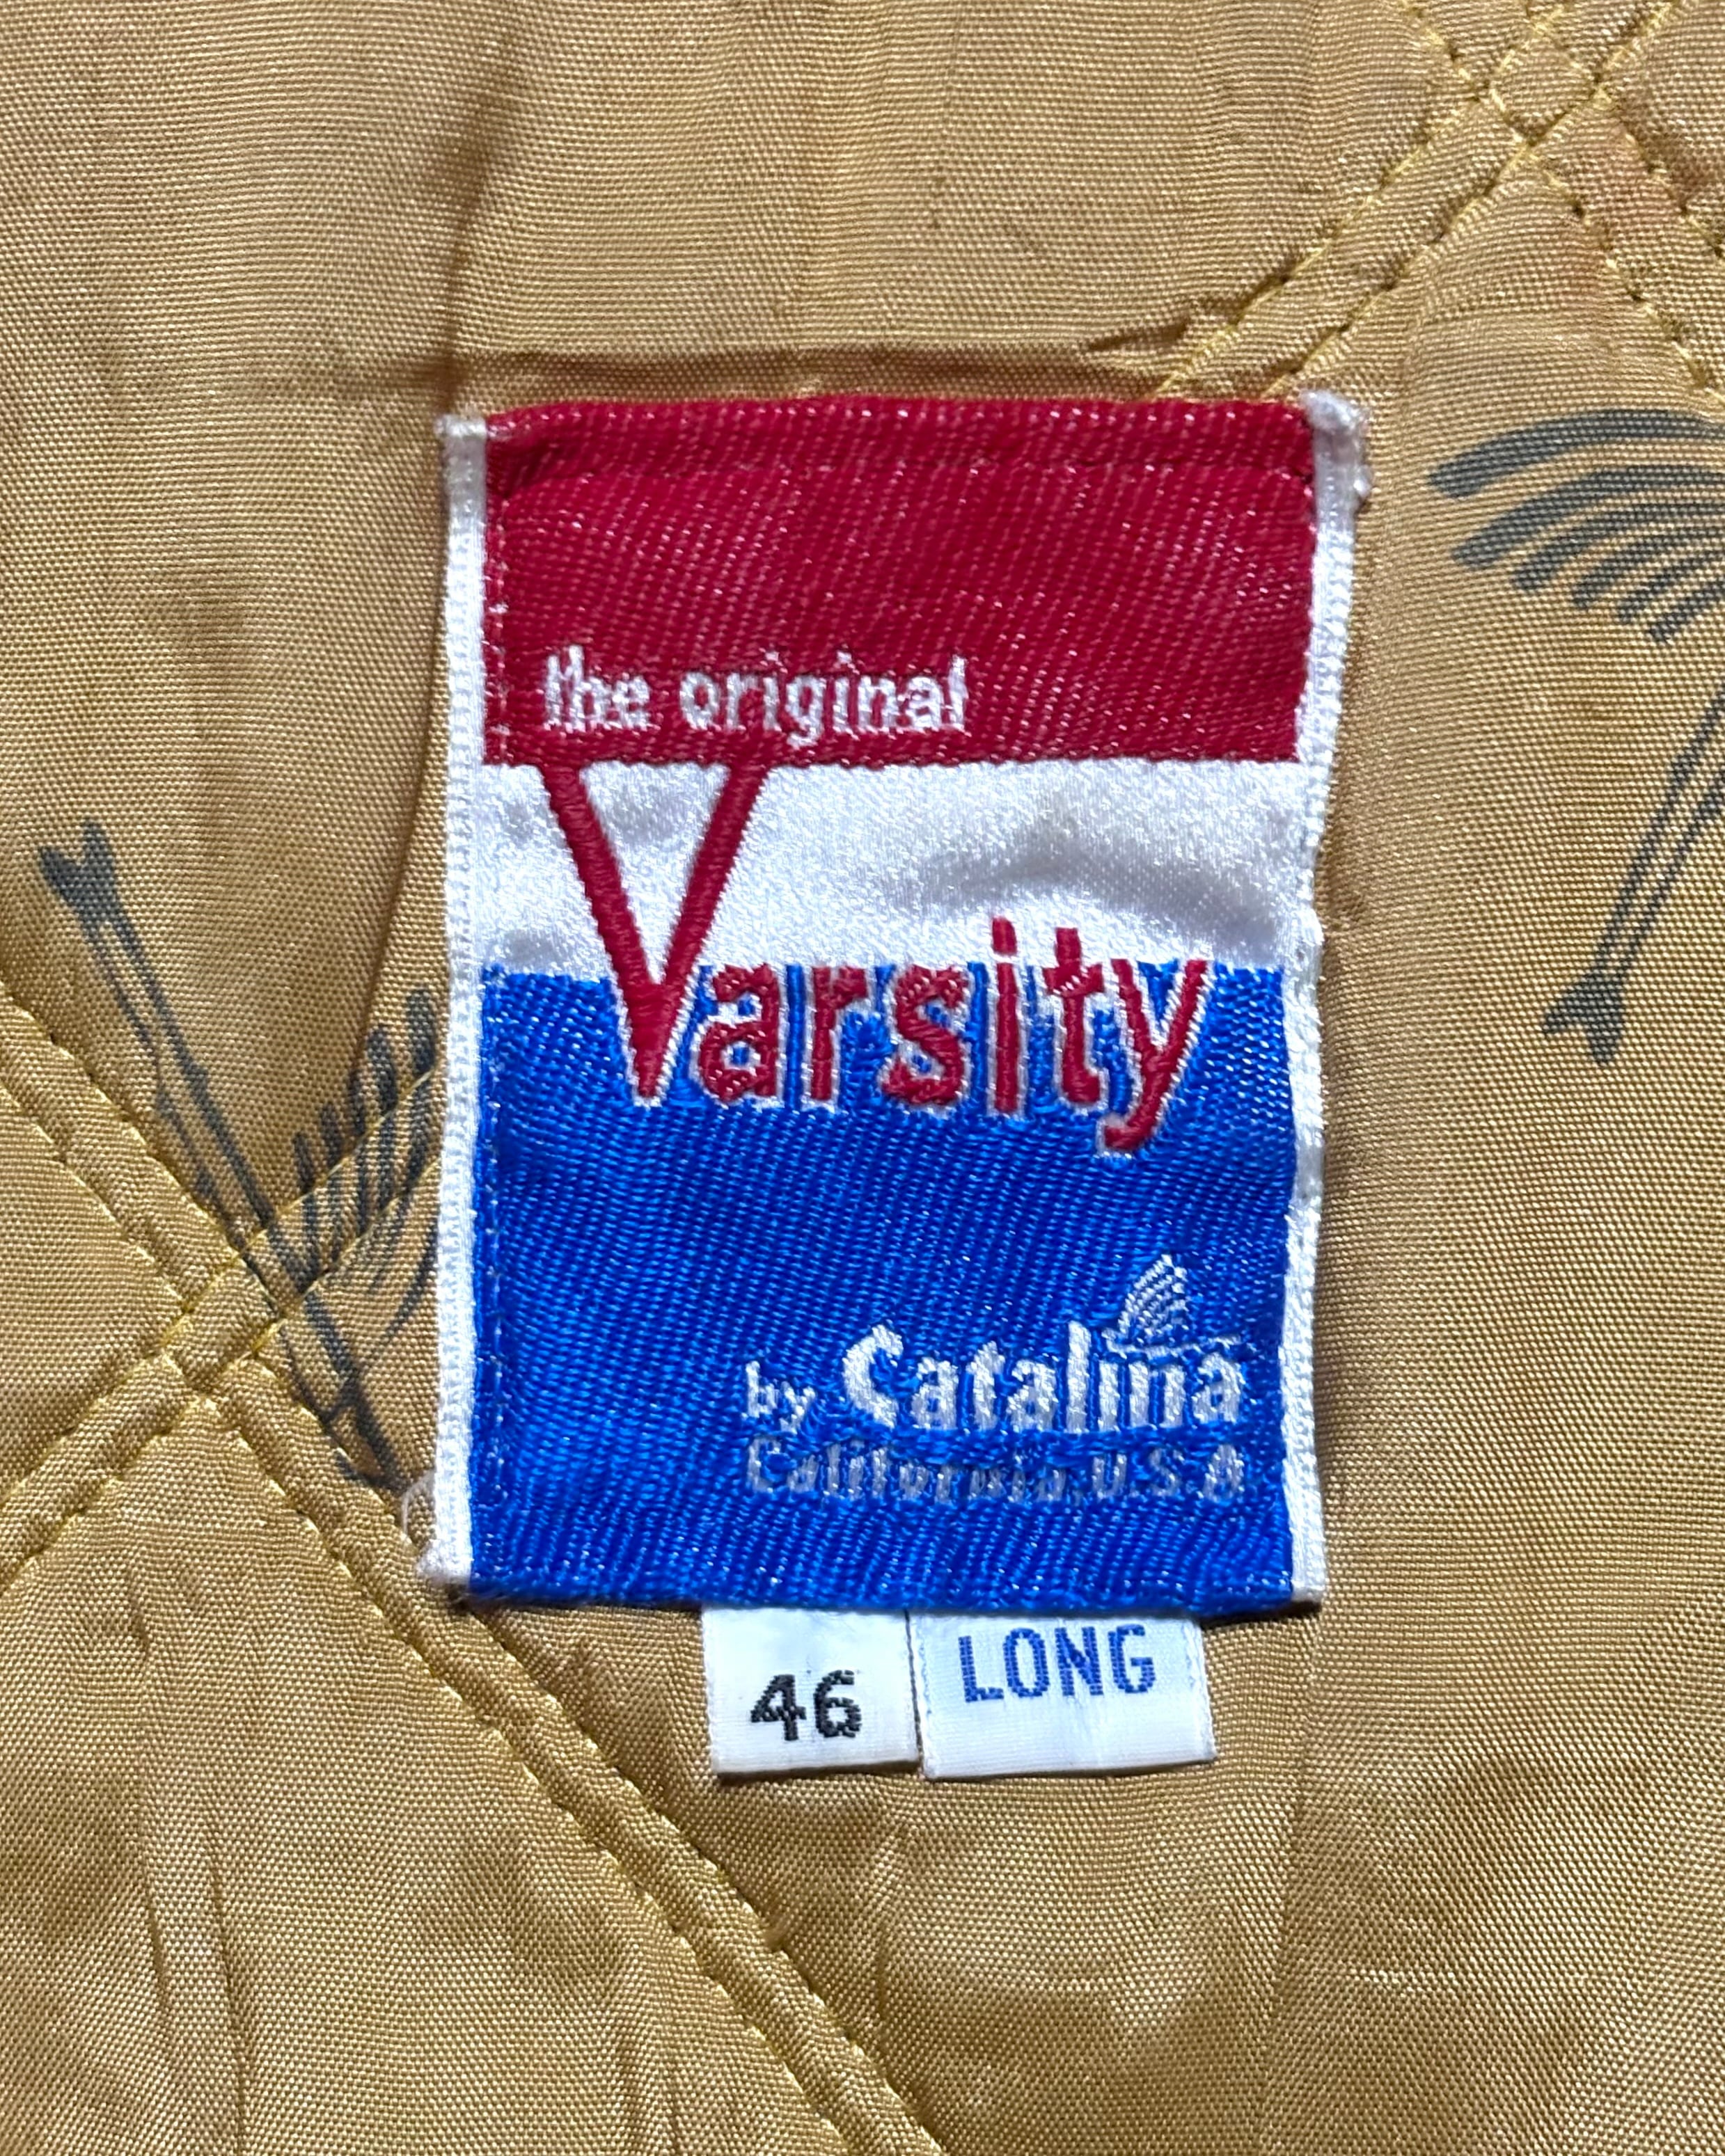 the original
Varsity
by Catalina
California, U.S.A.
46 LONG